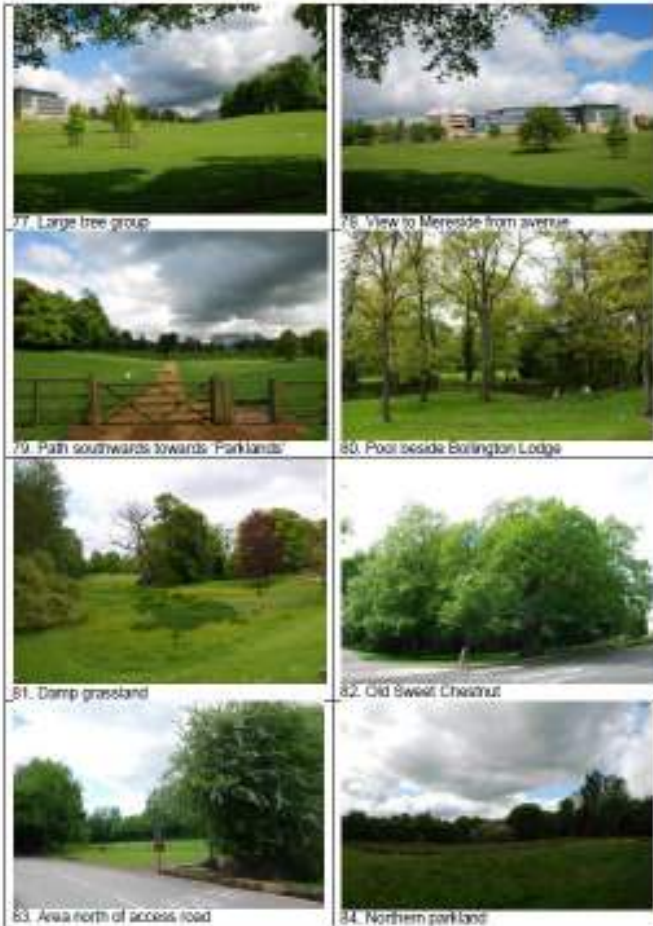 77. Large tree group
78. View to Mereside from avenue
79. Path southwards towards 'Parklands'
80. Pool beside Bollington Lodge
81. Damp grassland
82. Old Sweet Chestnut
83. Area north of access road
84. Northern parkland